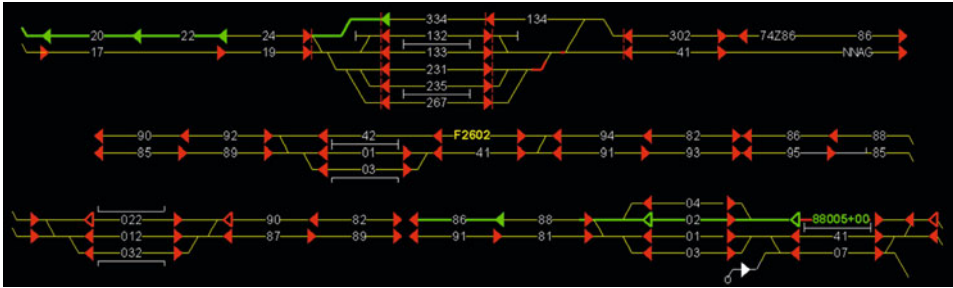 334 134
20 22 24 132 302 74Z86 86
17 19 133 41 NNAG
231
235
267
90 92 42 F2602 94 82 86 88
85 89 01 41 91 93 95 85
03
04
022 90 82 86 88 02 88005+00
012 87 89 91 81 01 41
032 03 07